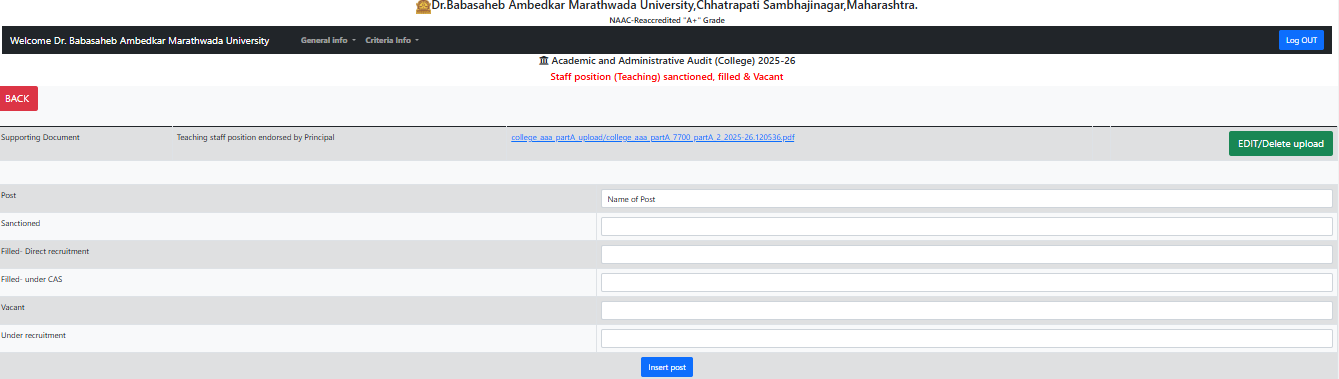 Dr.Babasaheb Ambedkar Marathwada University,Chhatrapati Sambhajinagar,Maharashtra.
NAAC-Reaccredited "A+" Grade
Welcome Dr. Babasaheb Ambedkar Marathwada University General info Criteria Info Log OUT
Academic and Administrative Audit (College) 2025-26
Staff position (Teaching) sanctioned, filled & Vacant
BACK
Supporting Document Teaching staff position endorsed by Principal college_aaa_partA_upload/college_aaa_partA_7700_partA_2_2025-26.120536.pdf EDIT/Delete upload
Post Name of Post
Sanctioned
Filled- Direct recruitment
Filled- under CAS
Vacant
Under recruitment
Insert post